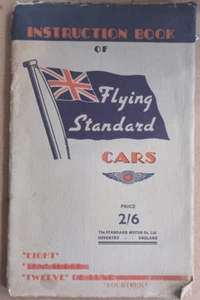 INSTRUCTION BOOK
OF
Flying
Standard
CARS
PRICE
2/6
The STANDARD MOTOR Co. Ltd.
COVENTRY - - ENGLAND
"EIGHT"
"TWELVE" DE LUXE
"FOURTEEN"